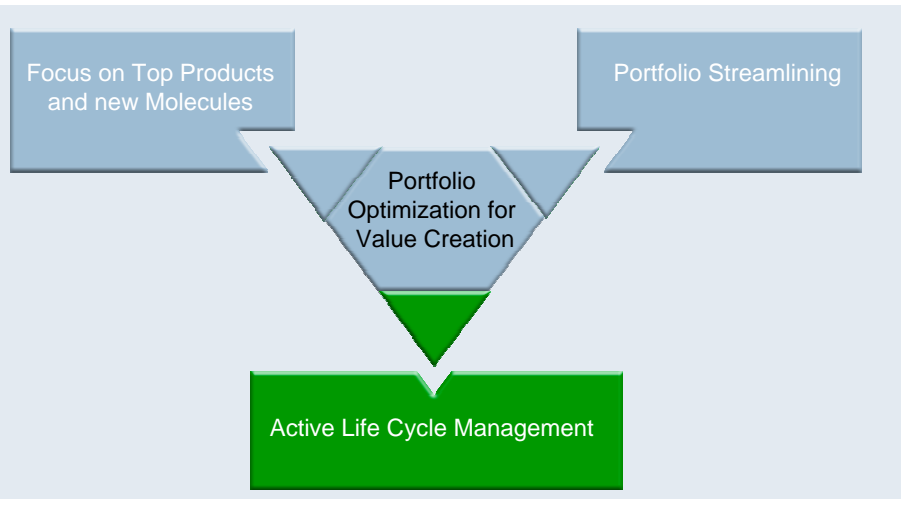 Focus on Top Products
and new Molecules
Portfolio Streamlining
Portfolio
Optimization for
Value Creation
Active Life Cycle Management